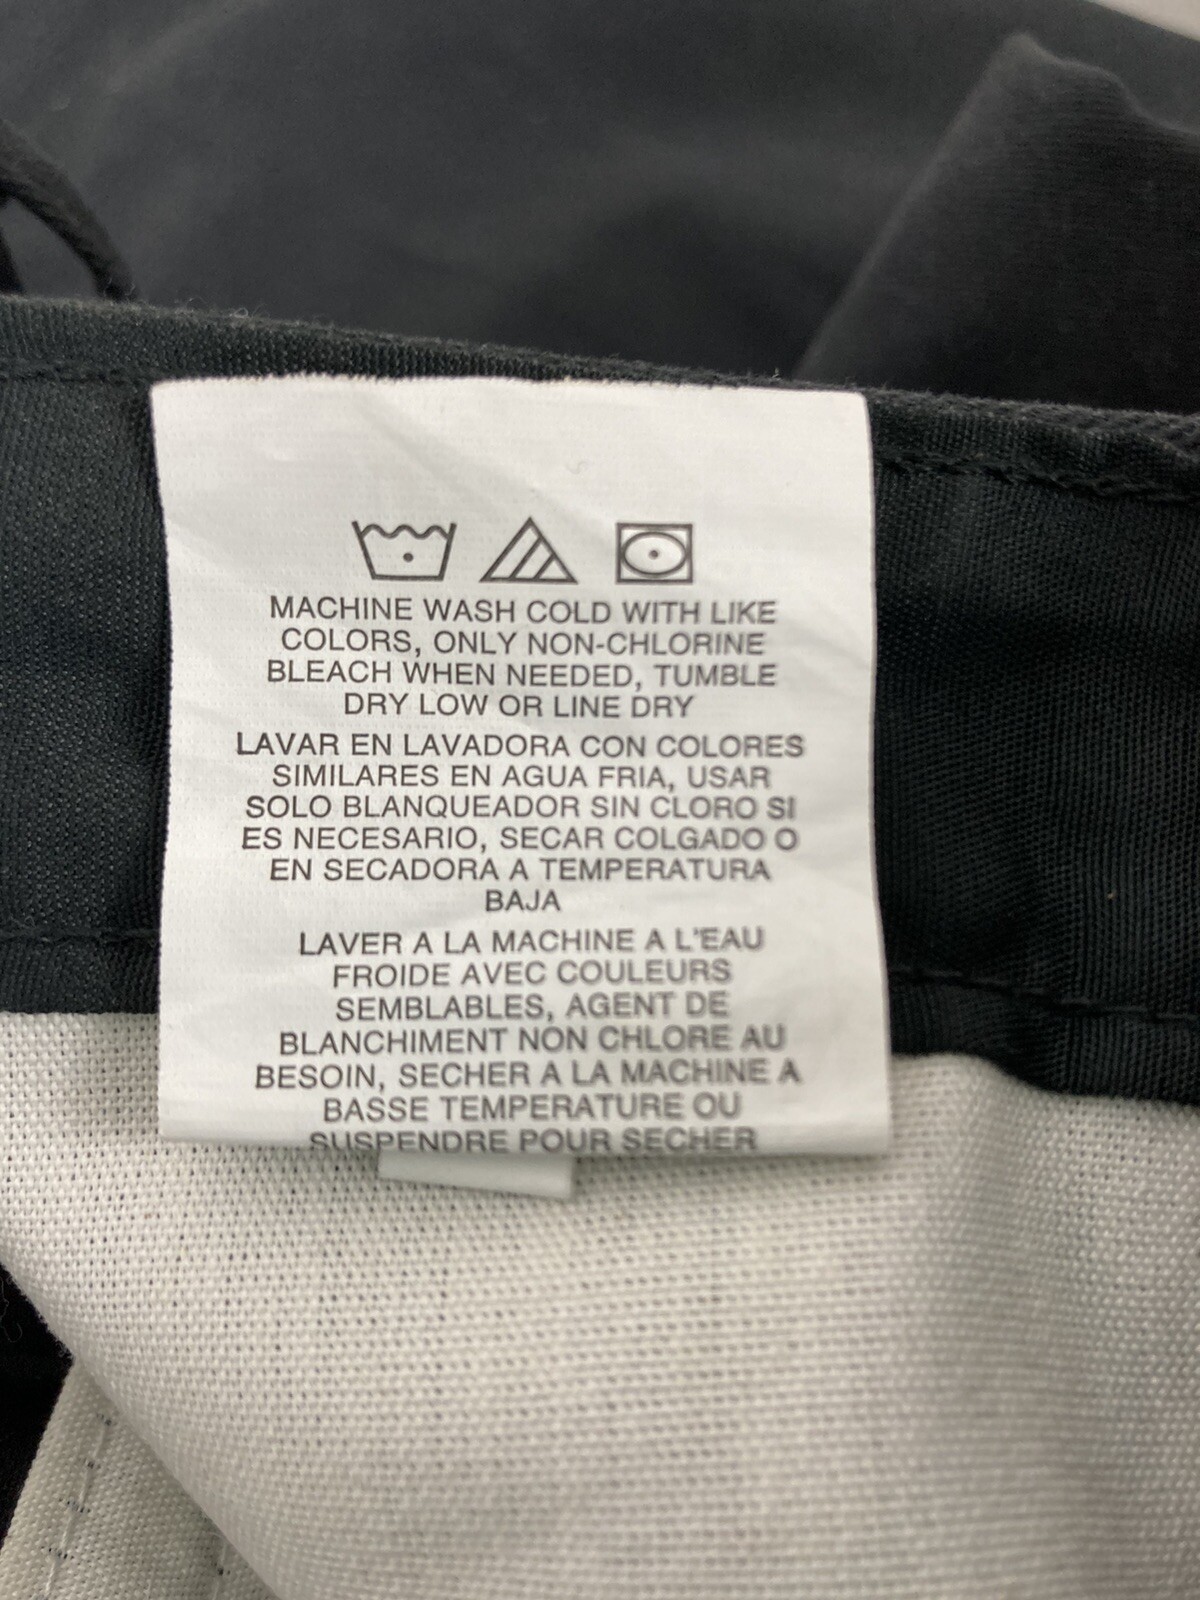 MACHINE WASH COLD WITH LIKE
COLORS, ONLY NON-CHLORINE
BLEACH WHEN NEEDED, TUMBLE
DRY LOW OR LINE DRY
LAVAR EN LAVADORA CON COLORES
SIMILARES EN AGUA FRIA, USAR
SOLO BLANQUEADOR SIN CLORO SI
ES NECESARIO, SECAR COLGADO O
EN SECADORA A TEMPERATURA
BAJA
LAVER A LA MACHINE A L'EAU
FROIDE AVEC COULEURS
SEMBLABLES, AGENT DE
BLANCHIMENT NON CHLORE AU
BESOIN, SECHER A LA MACHINE A
BASSE TEMPERATURE OU
SUSPENDRE POUR SECHER